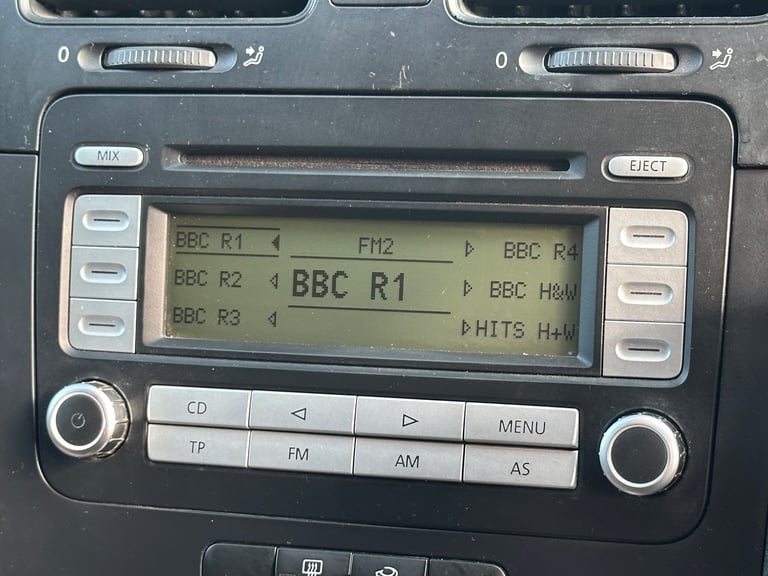 0
0
MIX
EJECT
BBC R1
FM2
BBC R4
BBC R2
BBC R1
BBC H&W
BBC R3
HITS H+W
CD
MENU
TP
FM
AM
AS